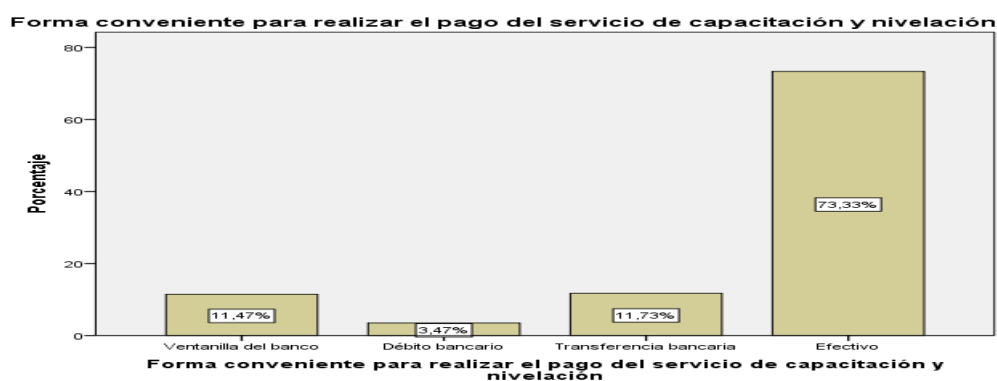 Forma conveniente para realizar el pago del servicio de capacitación y nivelación
80
60
40
20
0
Porcentaje
11,47%
3,47%
11,73%
73,33%
Ventanilla del banco
Débito bancario
Transferencia bancaria
Efectivo
Forma conveniente para realizar el pago del servicio de capacitación y
nivelación